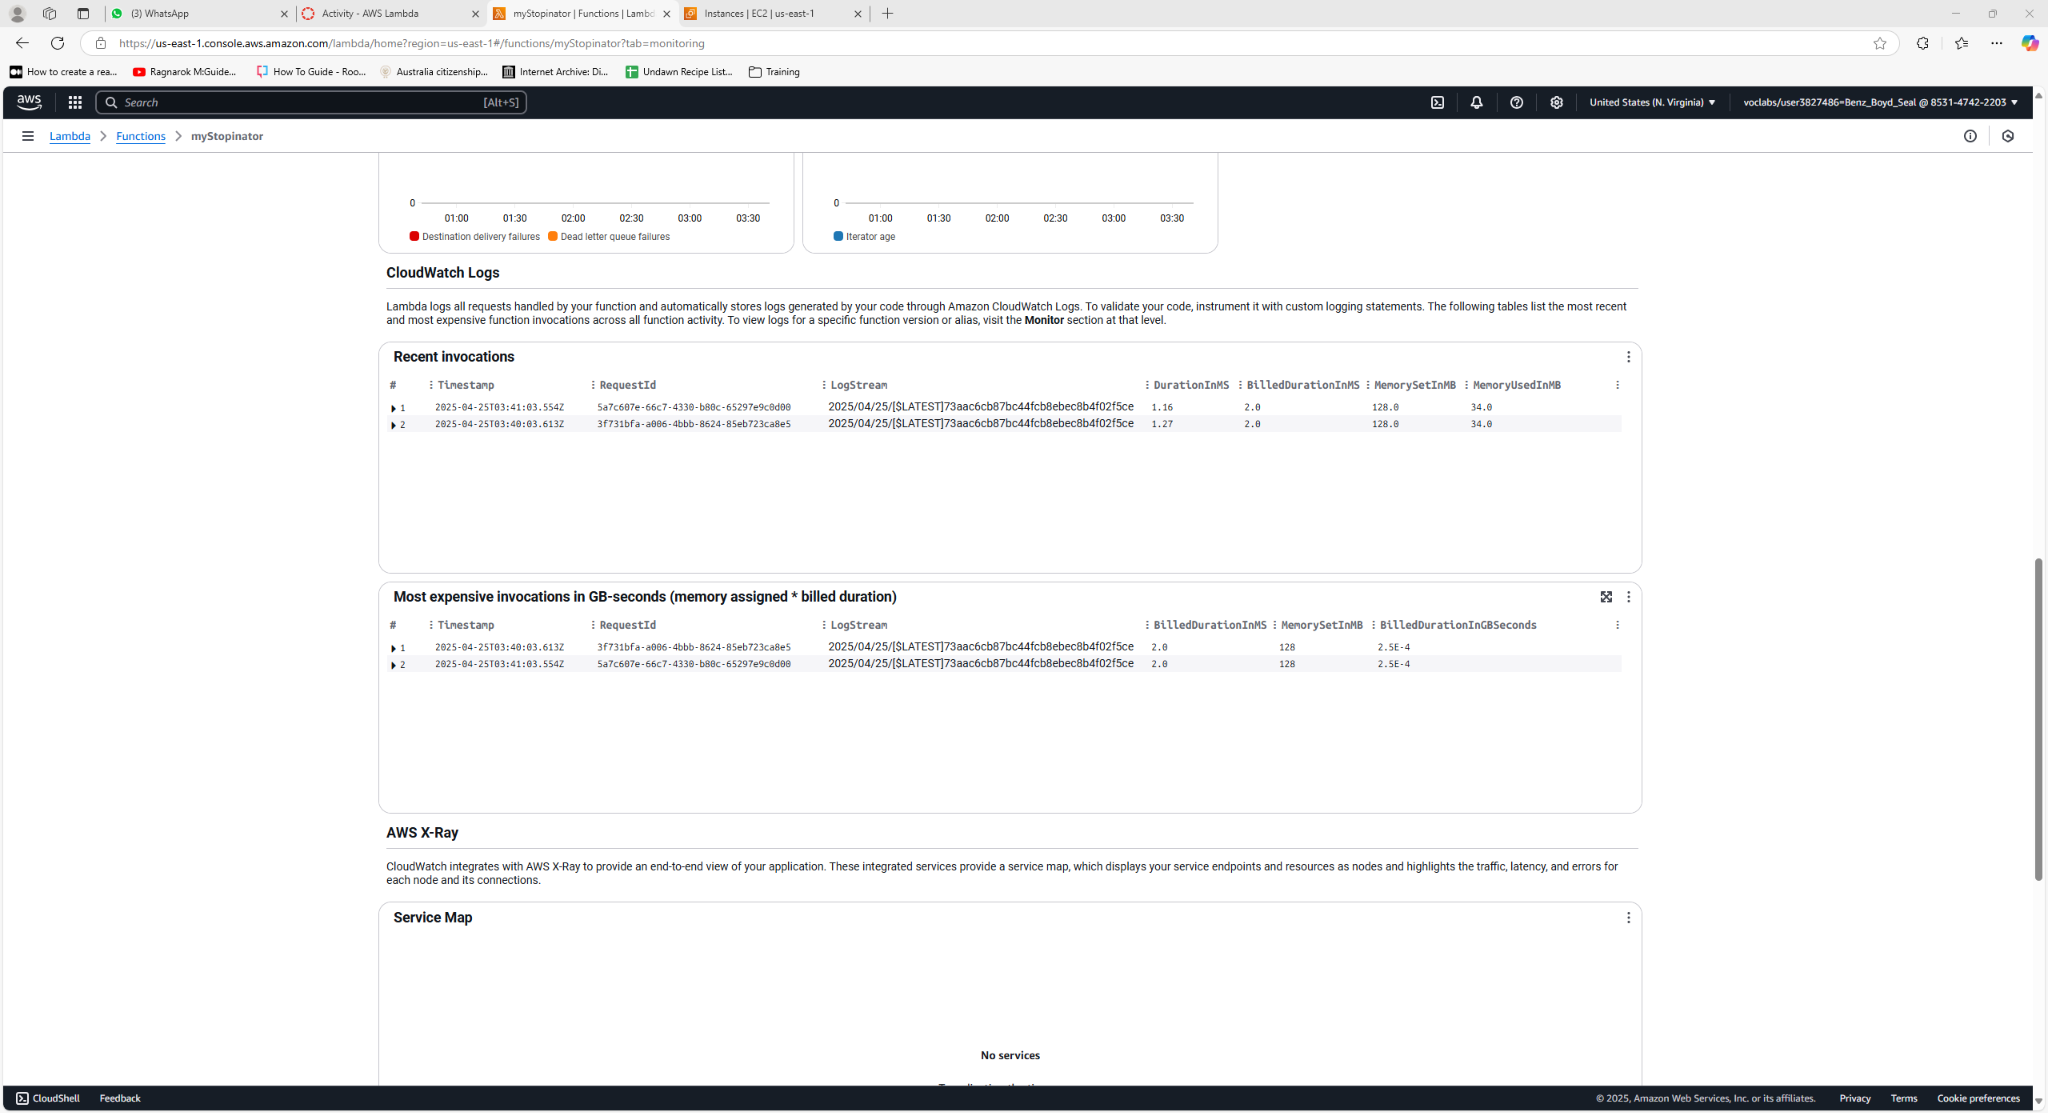 (3) WhatsApp
Activity - AWS Lambda
myStopinator | Functions | Lambd
Instances | EC2 | us-east-1
https://us-east-1.console.aws.amazon.com/lambda/home?region=us-east-1#/functions/myStopinator?tab=monitoring
How to create a rea...
Ragnarok M:Guide...
How To Guide - Roo...
Australia citizenship...
Internet Archive: Di...
Undawn Recipe List...
Training
aws
Search
[Alt+S]
United States (N. Virginia)
voclabs/user3827486=Benz_Boyd_Seal @ 8531-4742-2203
Lambda
Functions
myStopinator
0
01:00 01:30 02:00 02:30 03:00 03:30
Destination delivery failures Dead letter queue failures
0
01:00 01:30 02:00 02:30 03:00 03:30
Iterator age
CloudWatch Logs
Lambda logs all requests handled by your function and automatically stores logs generated by your code through Amazon CloudWatch Logs. To validate your code, instrument it with custom logging statements. The following tables list the most recent
and most expensive function invocations across all function activity. To view logs for a specific function version or alias, visit the Monitor section at that level.
Recent invocations
# Timestamp RequestId LogStream DurationInMS BilledDurationInMS MemorySetInMB MemoryUsedInMB
1 2025-04-25T03:41:03.554Z 5a7c607e-66c7-4330-b80c-65297e9c0d00 2025/04/25/[$LATEST]73aac6cb87bc44fcb8ebec8b4f02f5ce 1.16 2.0 128.0 34.0
2 2025-04-25T03:40:03.613Z 3f731bfa-a006-4bbb-8624-85eb723ca8e5 2025/04/25/[$LATEST]73aac6cb87bc44fcb8ebec8b4f02f5ce 1.27 2.0 128.0 34.0
Most expensive invocations in GB-seconds (memory assigned * billed duration)
# Timestamp RequestId LogStream BilledDurationInMS MemorySetInMB BilledDurationInGBSeconds
1 2025-04-25T03:40:03.613Z 3f731bfa-a006-4bbb-8624-85eb723ca8e5 2025/04/25/[$LATEST]73aac6cb87bc44fcb8ebec8b4f02f5ce 2.0 128 2.5E-4
2 2025-04-25T03:41:03.554Z 5a7c607e-66c7-4330-b80c-65297e9c0d00 2025/04/25/[$LATEST]73aac6cb87bc44fcb8ebec8b4f02f5ce 2.0 128 2.5E-4
AWS X-Ray
CloudWatch integrates with AWS X-Ray to provide an end-to-end view of your application. These integrated services provide a service map, which displays your service endpoints and resources as nodes and highlights the traffic, latency, and errors for
each node and its connections.
Service Map
No services
CloudShell
Feedback
© 2025, Amazon Web Services, Inc. or its affiliates.
Privacy
Terms
Cookie preferences